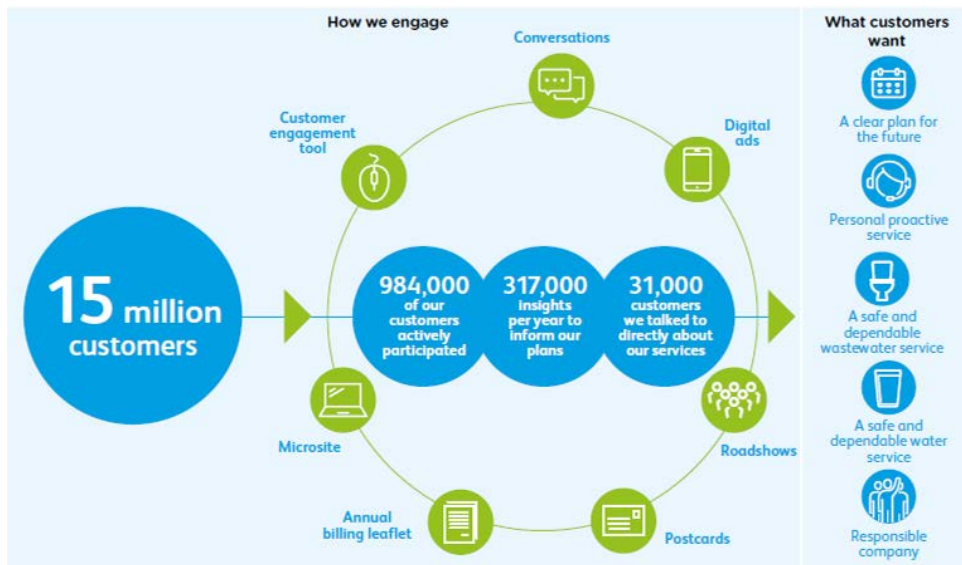 How we engage
What customers
want
Conversations
Customer
engagement
tool
Digital
ads
15 million
customers
984,000
of our
customers
actively
participated
317,000
insights
per year to
inform our
plans
31,000
customers
we talked to
directly about
our services
Microsite
Roadshows
Annual
billing leaflet
Postcards
A clear plan for
the future
Personal proactive
service
A safe and
dependable
wastewater service
A safe and
dependable water
service
Responsible
company